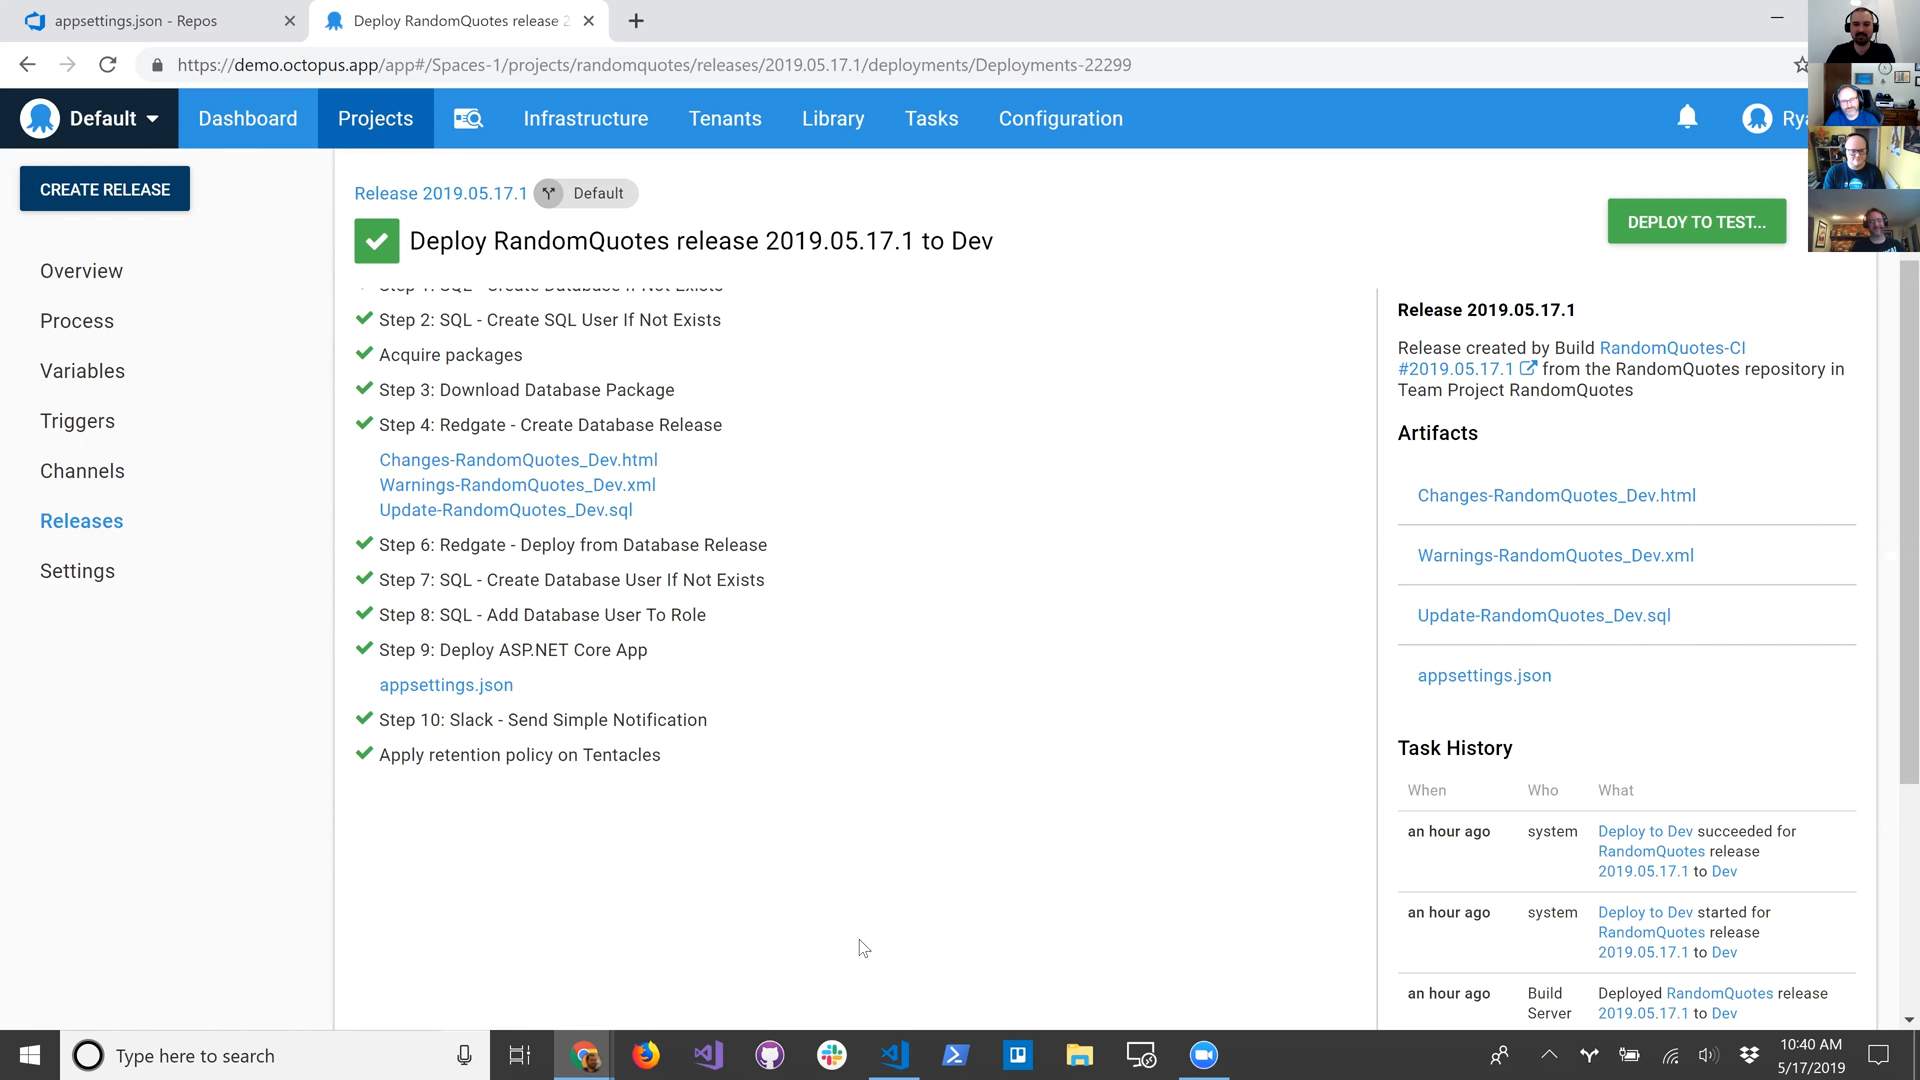 appsettings.json - Repos
Deploy RandomQuotes release 2
https://demo.octopus.app/app#/Spaces-1/projects/randomquotes/releases/2019.05.17.1/deployments/Deployments-22299
Default
Dashboard
Projects
Infrastructure
Tenants
Library
Tasks
Configuration
Rya
CREATE RELEASE
Overview
Process
Variables
Triggers
Channels
Releases
Settings
Release 2019.05.17.1
Default
Deploy RandomQuotes release 2019.05.17.1 to Dev
DEPLOY TO TEST...
Step 1: SQL - Create Database If Not Exists
Step 2: SQL - Create SQL User If Not Exists
Acquire packages
Step 3: Download Database Package
Step 4: Redgate - Create Database Release
Changes-RandomQuotes_Dev.html
Warnings-RandomQuotes_Dev.xml
Update-RandomQuotes_Dev.sql
Step 6: Redgate - Deploy from Database Release
Step 7: SQL - Create Database User If Not Exists
Step 8: SQL - Add Database User To Role
Step 9: Deploy ASP.NET Core App
appsettings.json
Step 10: Slack - Send Simple Notification
Apply retention policy on Tentacles
Release 2019.05.17.1
Release created by Build RandomQuotes-CI
#2019.05.17.1 from the RandomQuotes repository in
Team Project RandomQuotes
Artifacts
Changes-RandomQuotes_Dev.html
Warnings-RandomQuotes_Dev.xml
Update-RandomQuotes_Dev.sql
appsettings.json
Task History
When Who What
an hour ago system Deploy to Dev succeeded for
RandomQuotes release
2019.05.17.1 to Dev
an hour ago system Deploy to Dev started for
RandomQuotes release
2019.05.17.1 to Dev
an hour ago Build Deployed RandomQuotes release
Server 2019.05.17.1 to Dev
Type here to search
10:40 AM
5/17/2019